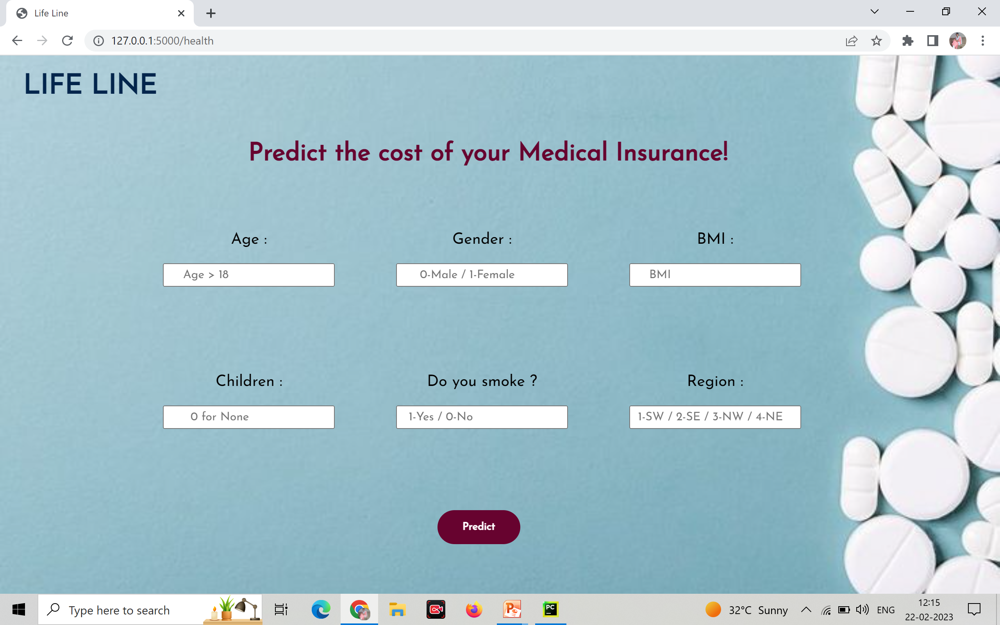 Life Line
127.0.0.1:5000/health
LIFE LINE
Predict the cost of your Medical Insurance!
Age : Gender : BMI :
Age > 18 0-Male / 1-Female BMI
Children : Do you smoke ? Region :
0 for None 1-Yes / 0-No 1-SW / 2-SE / 3-NW / 4-NE
Predict
Type here to search
PC
32°C Sunny
ENG
12:15
22-02-2023